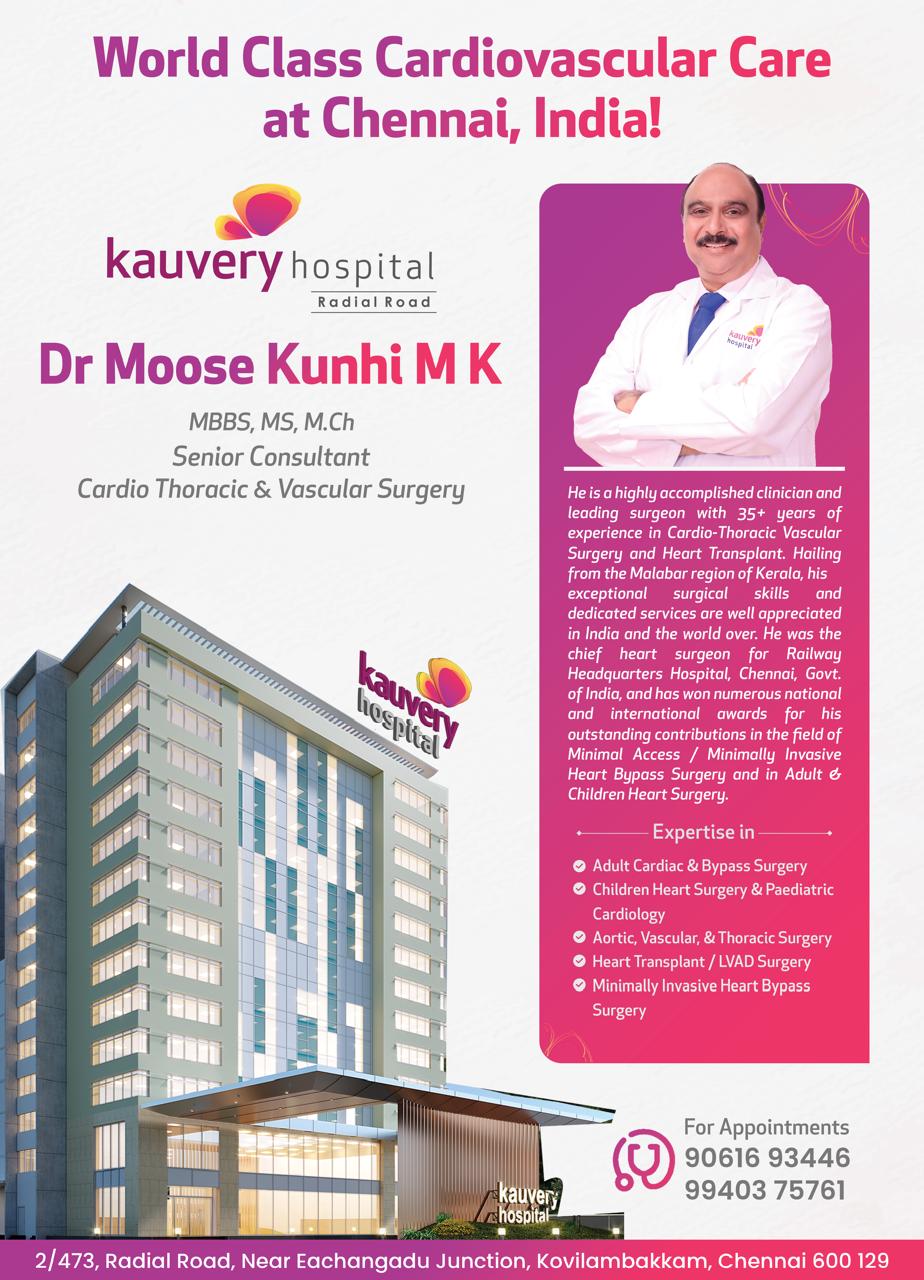 World Class Cardiovascular Care
at Chennai, India!
kauvery hospital
Radial Road
Dr Moose Kunhi M K
MBBS, MS, M.Ch
Senior Consultant
Cardio Thoracic & Vascular Surgery
kauvery
hospital
He is a highly accomplished clinician and
leading surgeon with 35+ years of
experience in Cardio-Thoracic Vascular
Surgery and Heart Transplant. Hailing
from the Malabar region of Kerala, his
exceptional surgical skills and
dedicated services are well appreciated
in India and the world over. He was the
chief heart surgeon for Railway
Headquarters Hospital, Chennai, Govt.
of India, and has won numerous national
and international awards for his
outstanding contributions in the field of
Minimal Access / Minimally Invasive
Heart Bypass Surgery and in Adult &
Children Heart Surgery.
Expertise in
Adult Cardiac & Bypass Surgery
Children Heart Surgery & Paediatric
Cardiology
Aortic, Vascular, & Thoracic Surgery
Heart Transplant / LVAD Surgery
Minimally Invasive Heart Bypass
Surgery
kauvery
hospital
kauvery
hospital
For Appointments
90616 93446
99403 75761
2/473, Radial Road, Near Eachangadu Junction, Kovilambakkam, Chennai 600 129